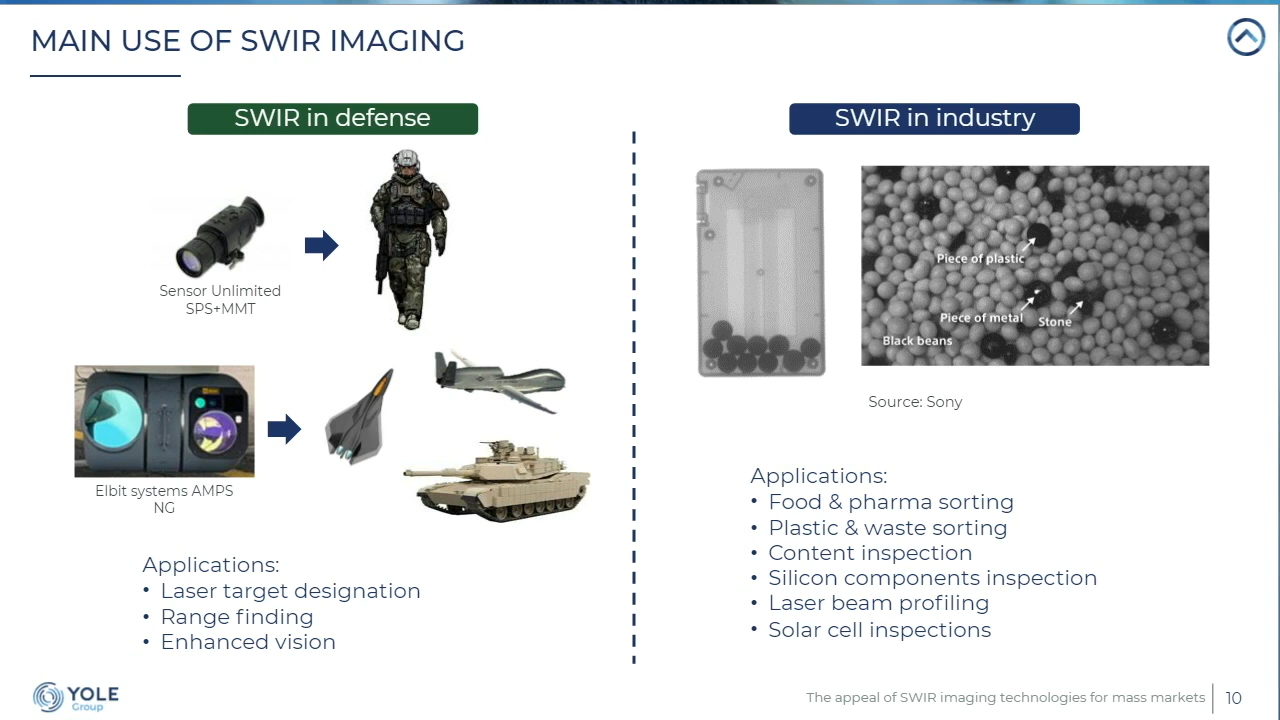 MAIN USE OF SWIR IMAGING
SWIR in defense
Sensor Unlimited
SPS+MMT
Elbit systems AMPS
NG
Applications:
• Laser target designation
• Range finding
• Enhanced vision
SWIR in industry
Piece of plastic
Piece of metal
Stone
Black beans
Source: Sony
Applications:
• Food & pharma sorting
• Plastic & waste sorting
• Content inspection
• Silicon components inspection
• Laser beam profiling
• Solar cell inspections
YOLE
Group
The appeal of SWIR imaging technologies for mass markets
10